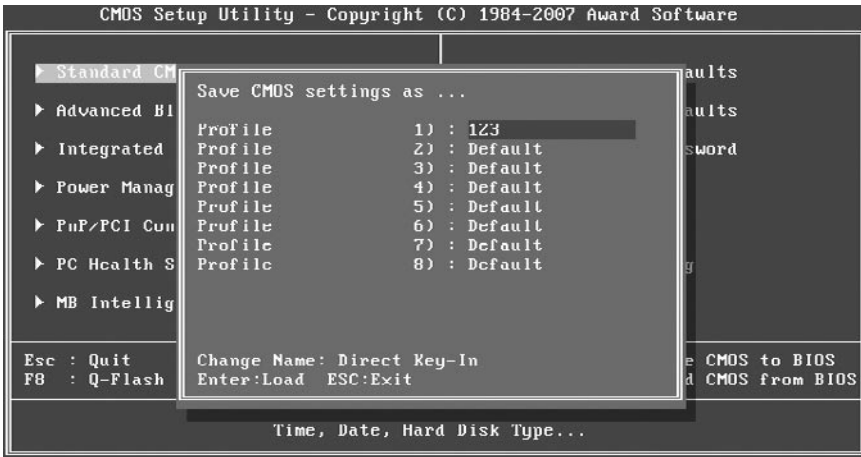 CMOS Setup Utility - Copyright (C) 1984-2007 Award Software
▶ Standard CM
aults
▶ Advanced Bl
aults
▶ Integrated
sword
▶ Power Manag
▶ PnP/PCI Con
▶ PC Health S
g
▶ MB Intellig
Save CMOS settings as ...
Profile 1) : 123
Profile 2) : Default
Profile 3) : Default
Profile 4) : Default
Profile 5) : Default
Profile 6) : Default
Profile 7) : Default
Profile 8) : Default
Change Name: Direct Key-In
Enter:Load ESC:Exit
Esc : Quit
e CMOS to BIOS
F8 : Q-Flash
d CMOS from BIOS
Time, Date, Hard Disk Type...